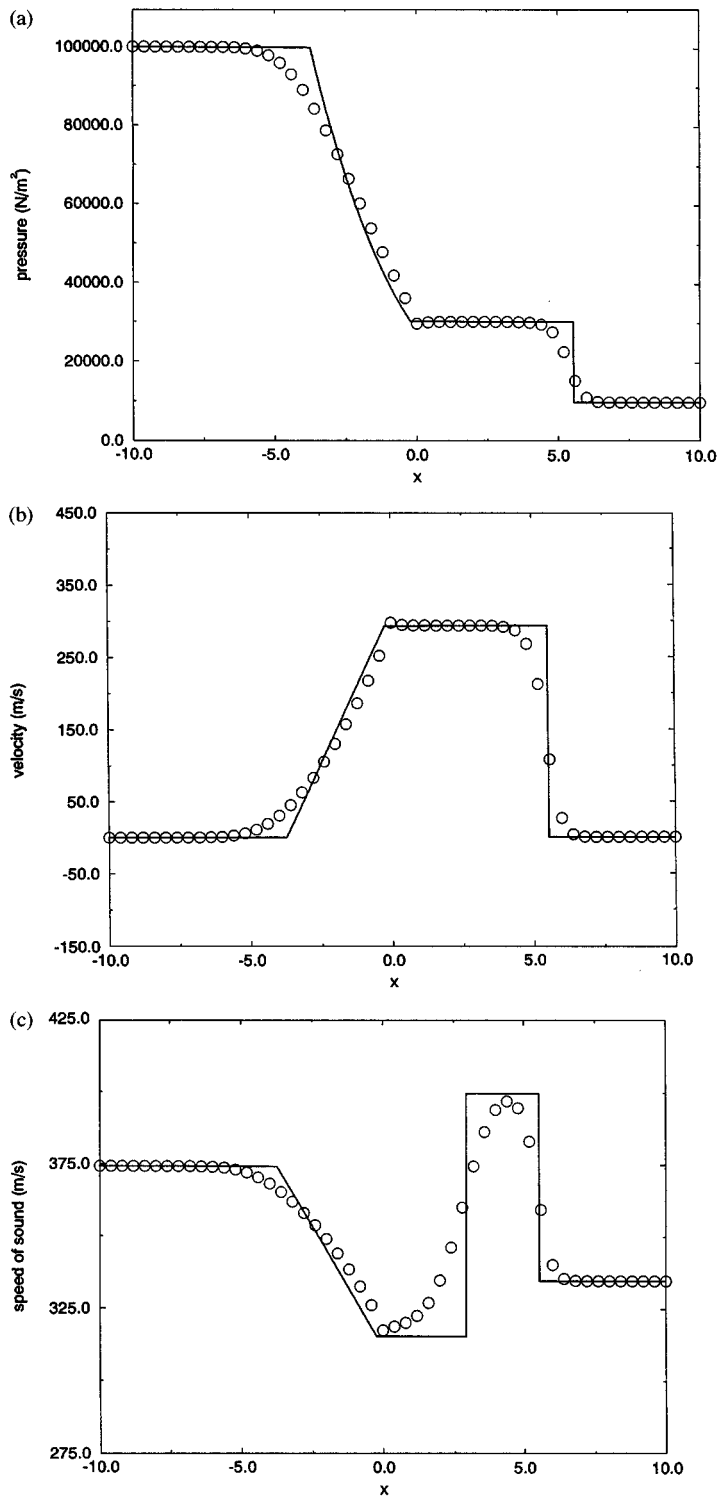 (a)
100000.0
80000.0
60000.0
40000.0
20000.0
0.0
pressure (N/m²)
-10.0 -5.0 0.0 5.0 10.0
x
(b)
450.0
350.0
250.0
150.0
50.0
-50.0
-150.0
velocity (m/s)
-10.0 -5.0 0.0 5.0 10.0
x
(c)
425.0
375.0
325.0
275.0
speed of sound (m/s)
-10.0 -5.0 0.0 5.0 10.0
x